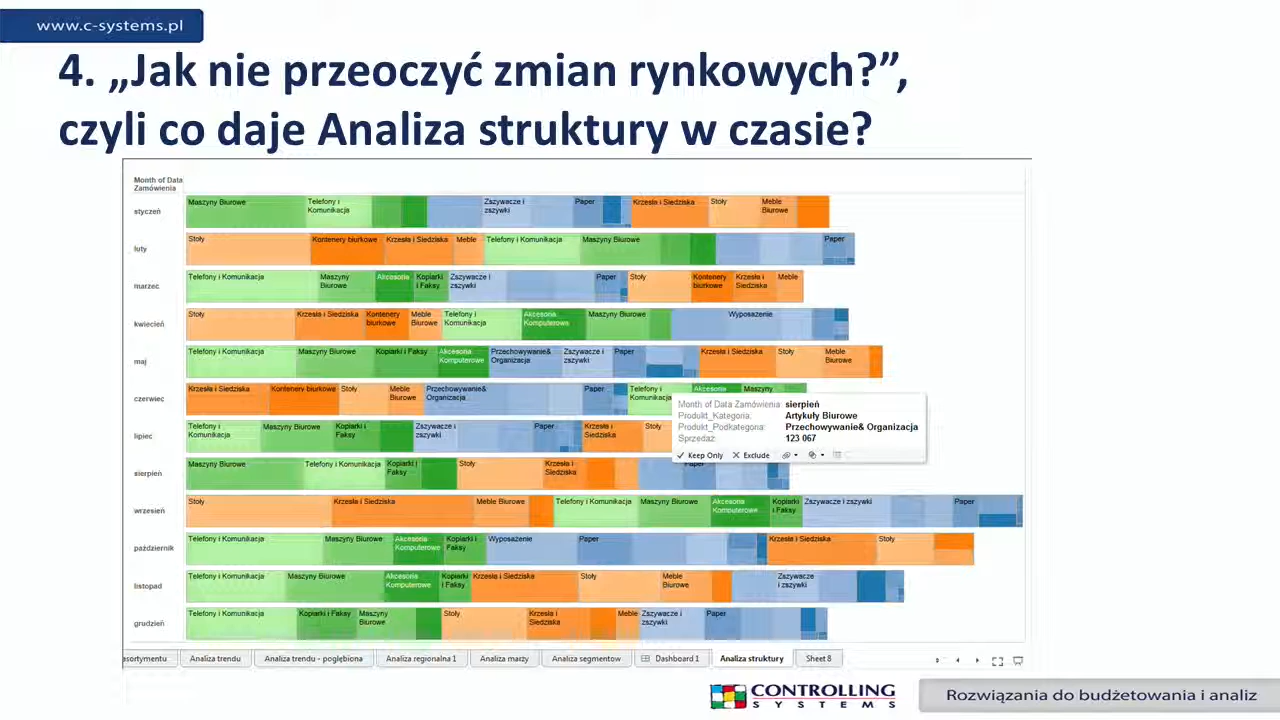 www.c-systems.pl
4. „Jak nie przeoczyć zmian rynkowych?”,
czyli co daje Analiza struktury w czasie?
Month of Data
Zamówienia
styczeń
Maszyny Biurowe
Telefony i
Komunikacja
Zszywacze i
zszywki
Paper
Krzesła i Siedziska
Stoły
Meble
Biurowe
luty
Stoły
Kontenery biurkowe
Krzesła i Siedziska
Meble
Telefony i Komunikacja
Maszyny Biurowe
Paper
marzec
Telefony i Komunikacja
Maszyny
Biurowe
Akcesoria
Kopiarki
i Faksy
Zszywacze i
zszywki
Paper
Stoły
Kontenery
biurkowe
Krzesła i
Siedziska
Meble
kwiecień
Stoły
Krzesła i Siedziska
Kontenery
biurkowe
Meble
Biurowe
Telefony i
Komunikacja
Akcesoria
Komputerowe
Maszyny Biurowe
Wyposażenie
maj
Telefony i Komunikacja
Maszyny Biurowe
Kopiarki i Faksy
Akcesoria
Komputerowe
Przechowywanie&
Organizacja
Zszywacze i
zszywki
Paper
Krzesła i Siedziska
Stoły
Meble
Biurowe
czerwiec
Krzesła i Siedziska
Kontenery biurkowe
Stoły
Meble
Biurowe
Przechowywanie&
Organizacja
Paper
Telefony i
Komunikacja
Akcesoria
Maszyny
Month of Data Zamówienia: sierpień
Produkt_Kategoria: Artykuły Biurowe
Produkt_Podkategoria: Przechowywanie& Organizacja
Sprzedaż: 123 067
Keep Only Exclude
lipiec
Telefony i
Komunikacja
Maszyny Biurowe
Kopiarki i
Faksy
Zszywacze i
zszywki
Paper
Krzesła i
Siedziska
Stoły
sierpień
Maszyny Biurowe
Telefony i Komunikacja
Kopiarki i
Faksy
Stoły
Krzesła i
Siedziska
Paper
wrzesień
Stoły
Krzesła i Siedziska
Meble Biurowe
Telefony i Komunikacja
Maszyny Biurowe
Akcesoria
Komputerowe
Kopiarki
i Faksy
Zszywacze i zszywki
Paper
październik
Telefony i Komunikacja
Maszyny Biurowe
Akcesoria
Komputerowe
Kopiarki i
Faksy
Wyposażenie
Paper
Krzesła i Siedziska
Stoły
listopad
Telefony i Komunikacja
Maszyny Biurowe
Akcesoria
Komputerowe
Kopiarki
i Faksy
Krzesła i Siedziska
Stoły
Meble
Biurowe
Zszywacze
i zszywki
grudzień
Telefony i Komunikacja
Kopiarki i Faksy
Maszyny
Biurowe
Stoły
Krzesła i
Siedziska
Meble
Zszywacze i
zszywki
Paper
asortymentu
Analiza trendu
Analiza trendu - pogłębiona
Analiza regionalna 1
Analiza marży
Analiza segmentow
Dashboard 1
Analiza struktury
Sheet 8
CONTROLLING
SYSTEMS
Rozwiązania do budżetowania i analiz